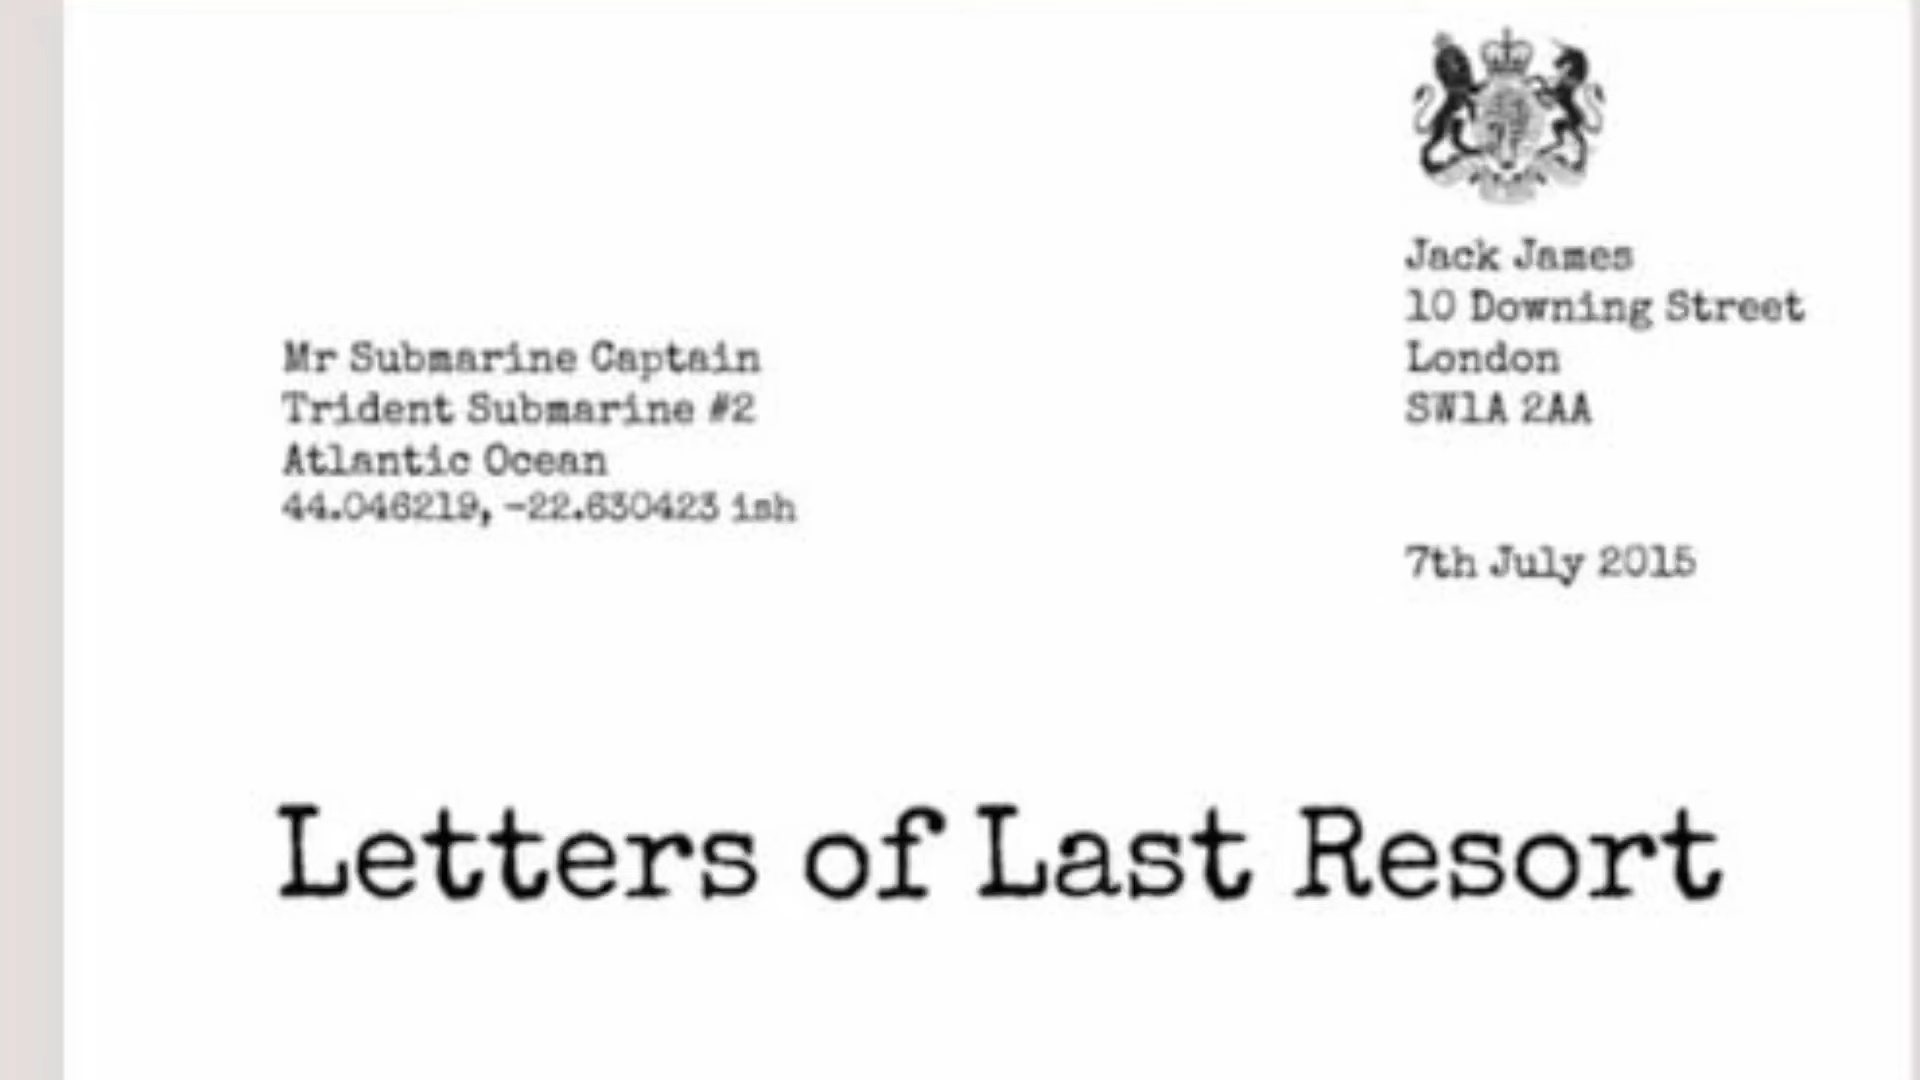 Jack James
10 Downing Street
London
SW1A 2AA
Mr Submarine Captain
Trident Submarine #2
Atlantic Ocean
44.046219, -22.630423 ish
7th July 2015
Letters of Last Resort